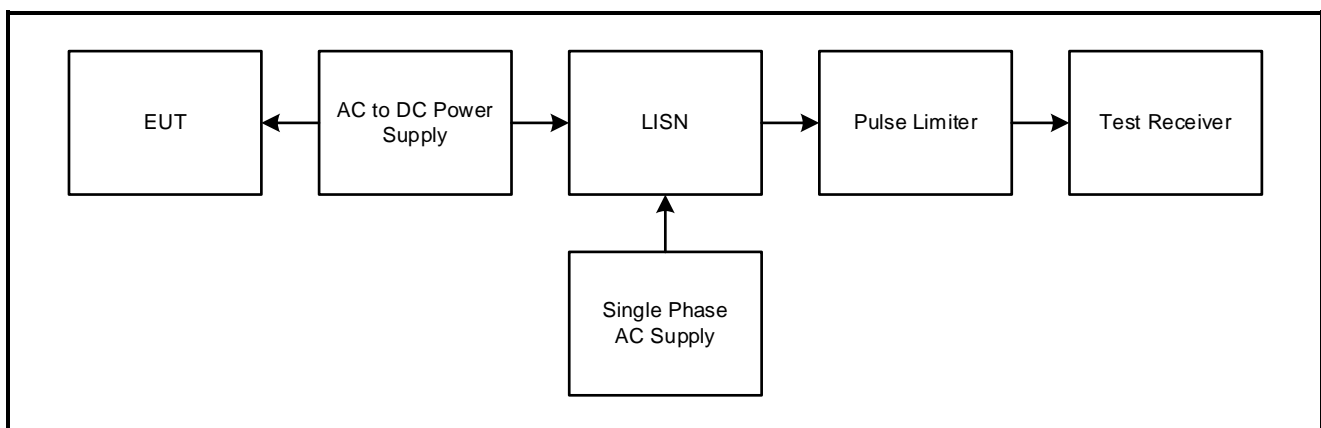 EUT
AC to DC Power
Supply
LISN
Pulse Limiter
Test Receiver
Single Phase
AC Supply